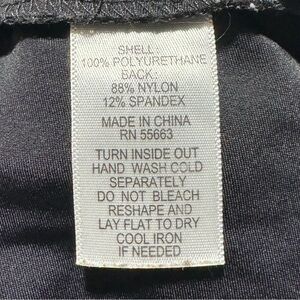 SHELL:
100% POLYURETHANE
BACK:
88% NYLON
12% SPANDEX
MADE IN CHINA
RN 55663
TURN INSIDE OUT
HAND WASH COLD
SEPARATELY
DO NOT BLEACH
RESHAPE AND
LAY FLAT TO DRY
COOL IRON
IF NEEDED